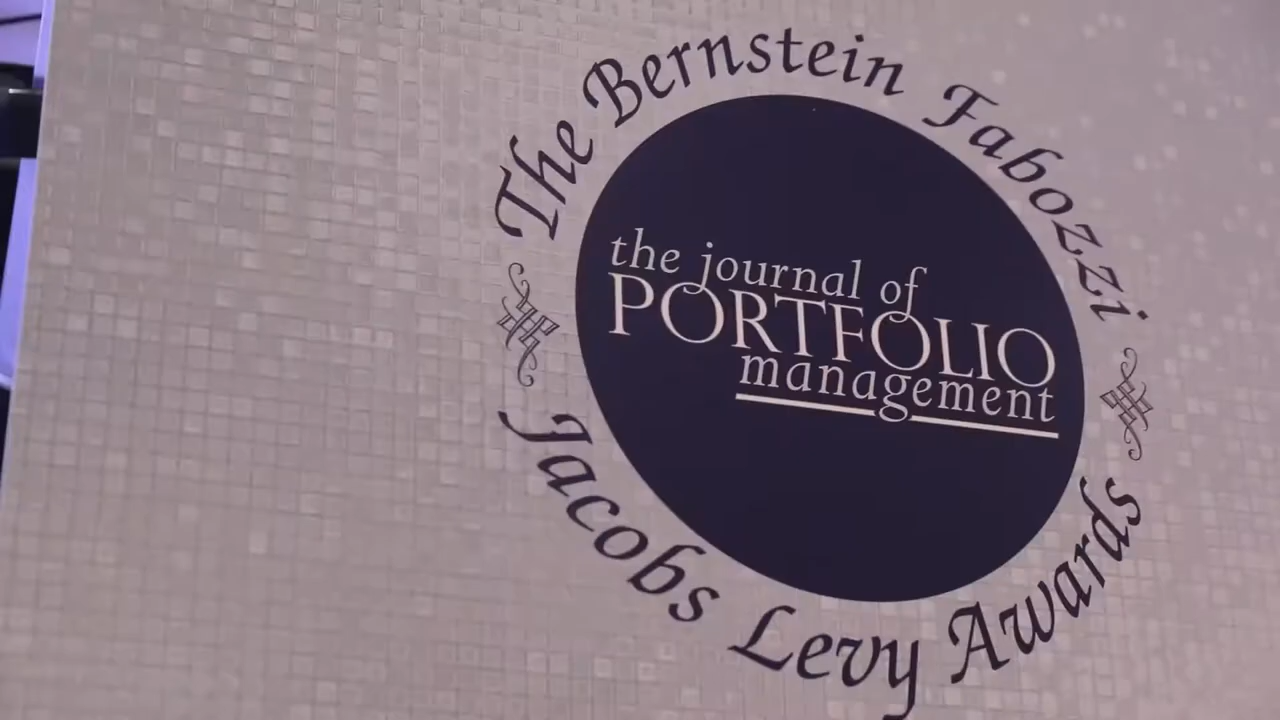 The Bernstein Fabozzi
the journal of
PORTFOLIO
management
Jacobs Levy Awards